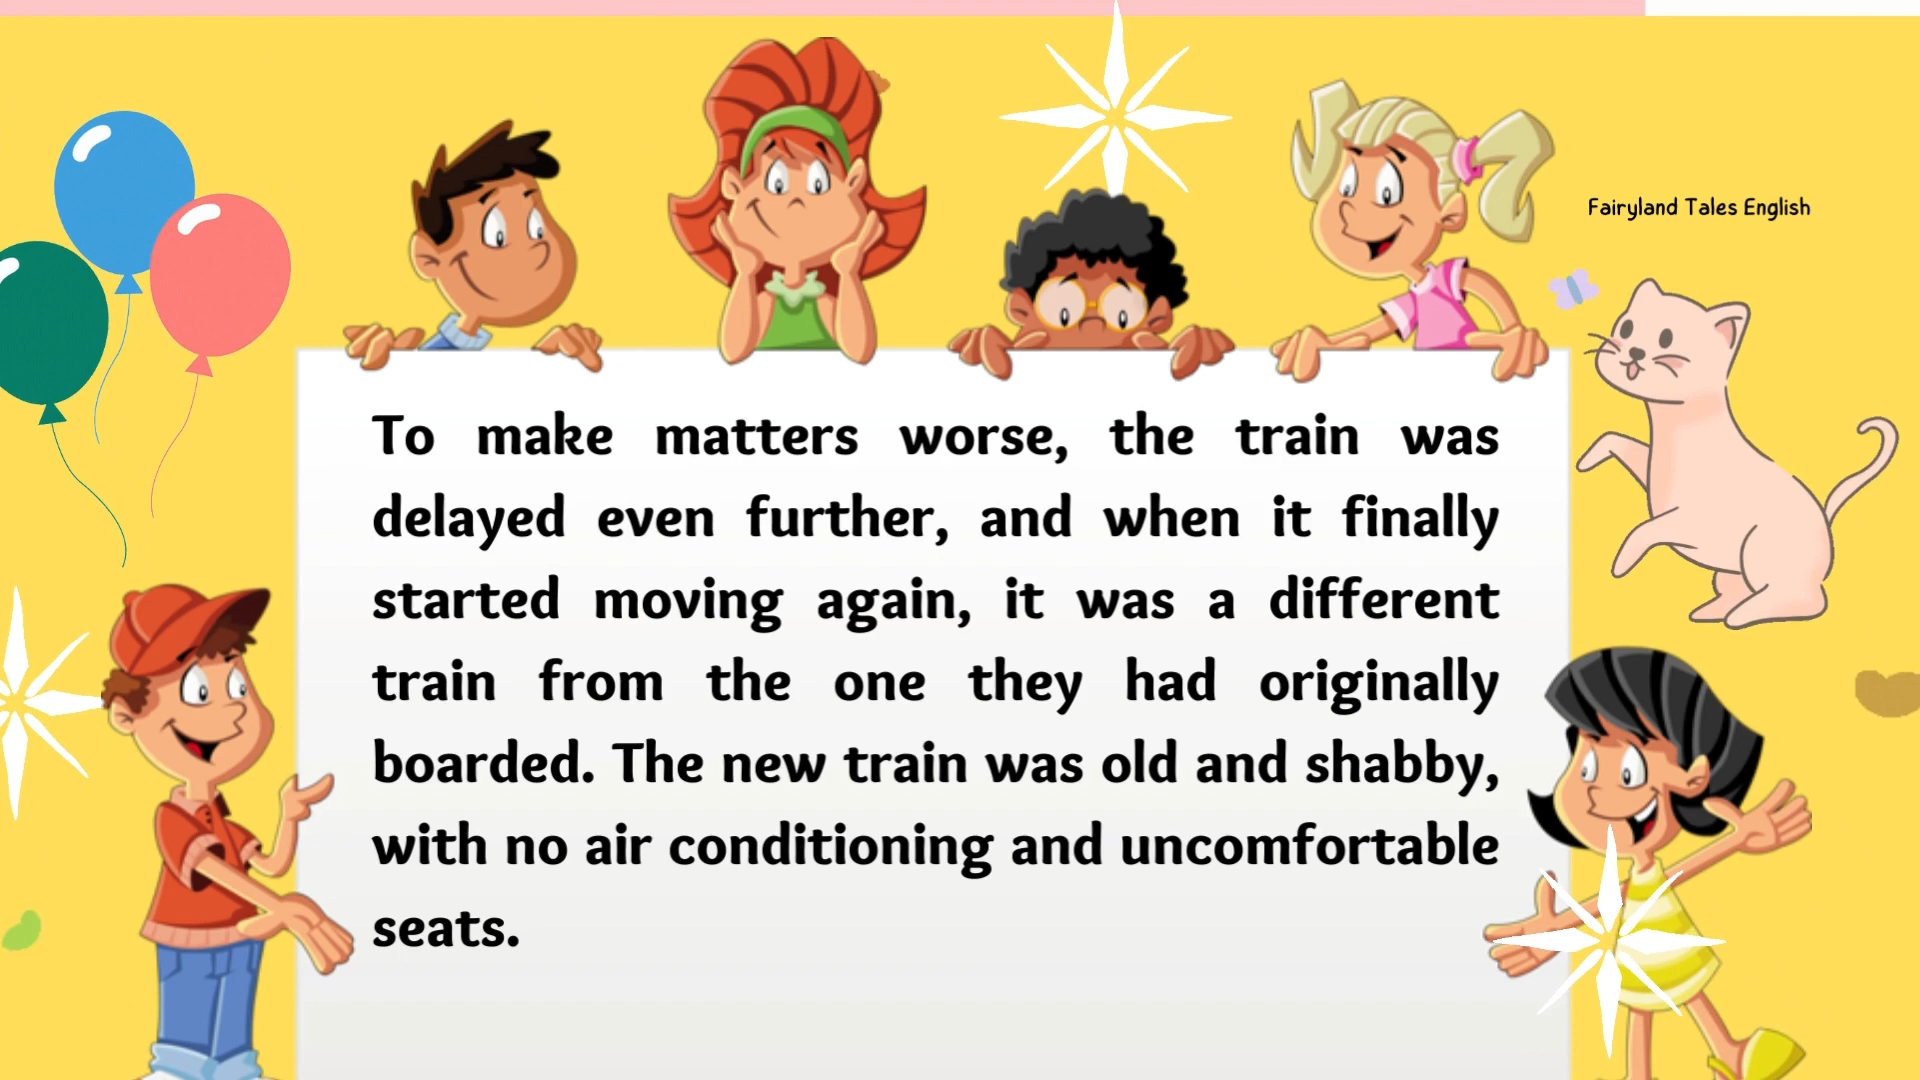 Fairyland Tales English
To make matters worse, the train was
delayed even further, and when it finally
started moving again, it was a different
train from the one they had originally
boarded. The new train was old and shabby,
with no air conditioning and uncomfortable
seats.